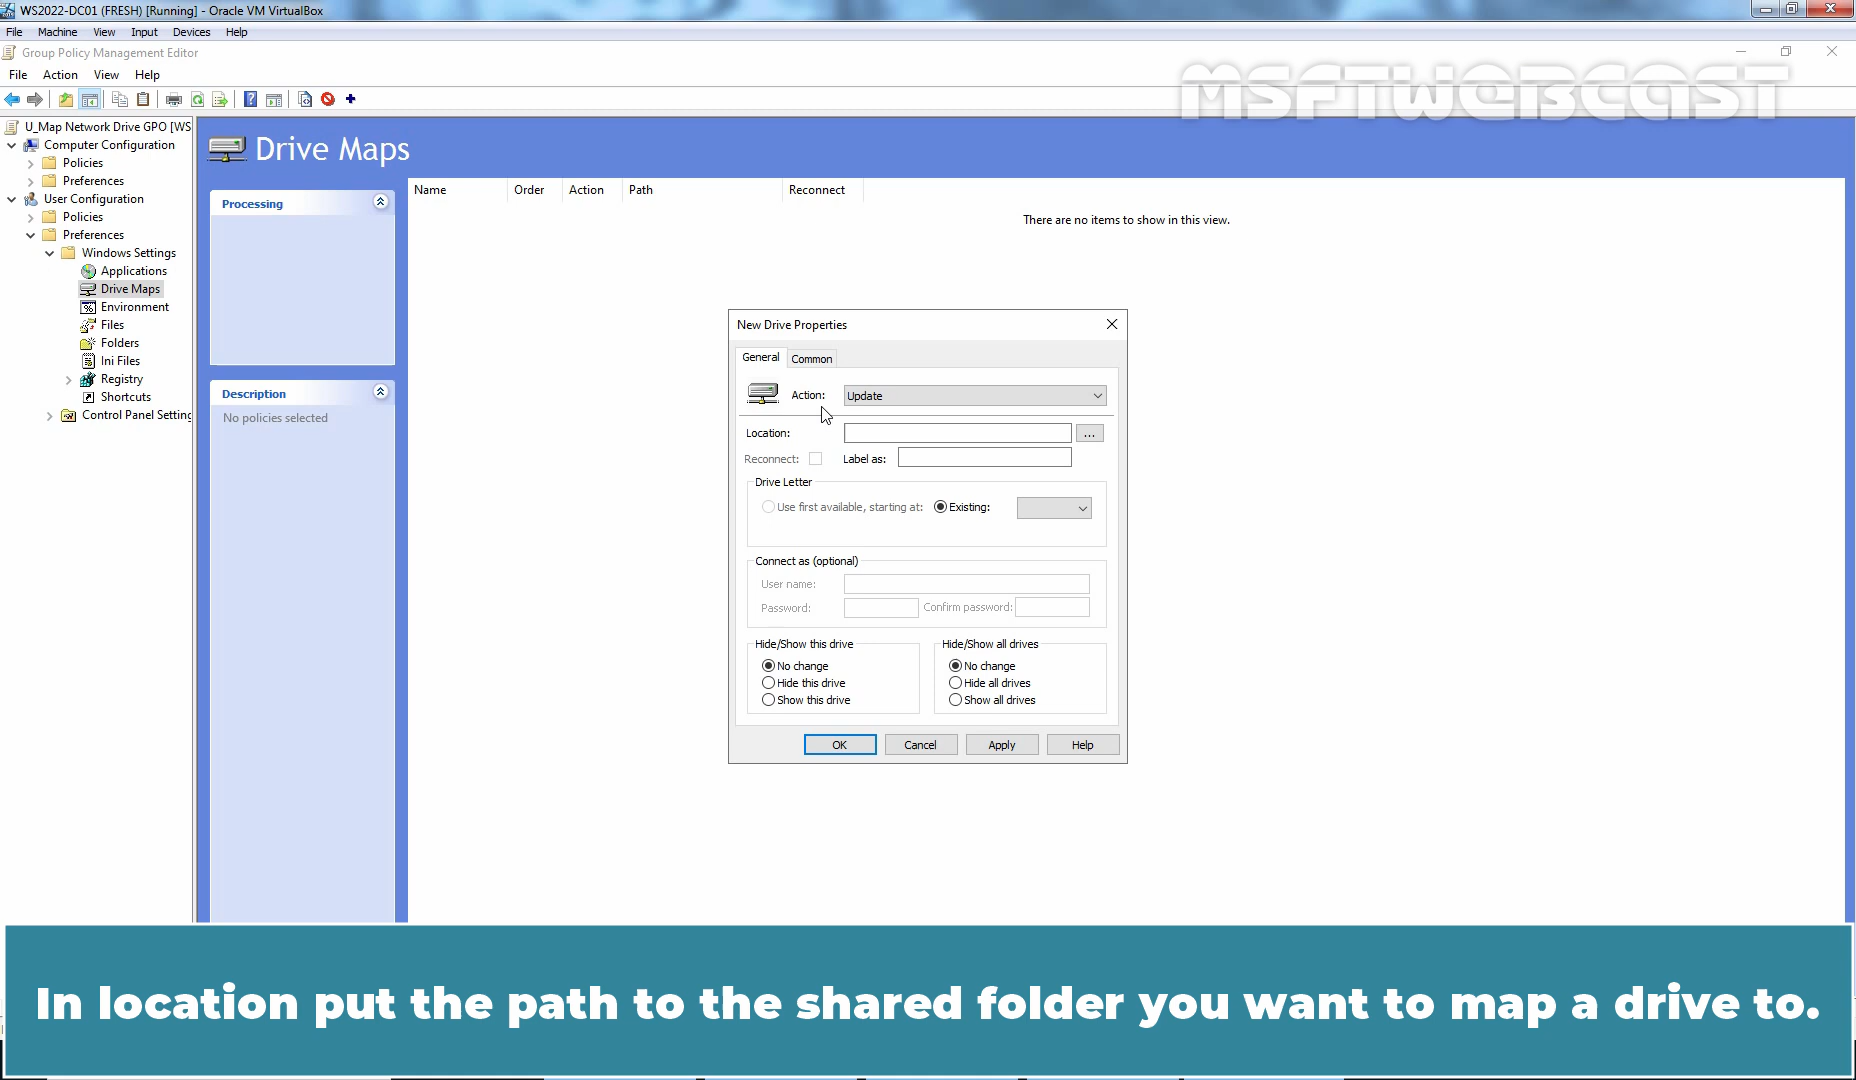 WS2022-DC01 (FRESH) [Running] - Oracle VM VirtualBox
File Machine View Input Devices Help
Group Policy Management Editor
File Action View Help
MSFTWEBCAST
U_Map Network Drive GPO [WS
Computer Configuration
Policies
Preferences
User Configuration
Policies
Preferences
Windows Settings
Applications
Drive Maps
Environment
Files
Folders
Ini Files
Registry
Shortcuts
Control Panel Setting
Drive Maps
Processing
Description
No policies selected
Name Order Action Path Reconnect
There are no items to show in this view.
New Drive Properties
General Common
Action: Update
Location: ...
Reconnect: Label as:
Drive Letter
Use first available, starting at: Existing:
Connect as (optional)
User name:
Password: Confirm password:
Hide/Show this drive
No change
Hide this drive
Show this drive
Hide/Show all drives
No change
Hide all drives
Show all drives
OK Cancel Apply Help
In location put the path to the shared folder you want to map a drive to.